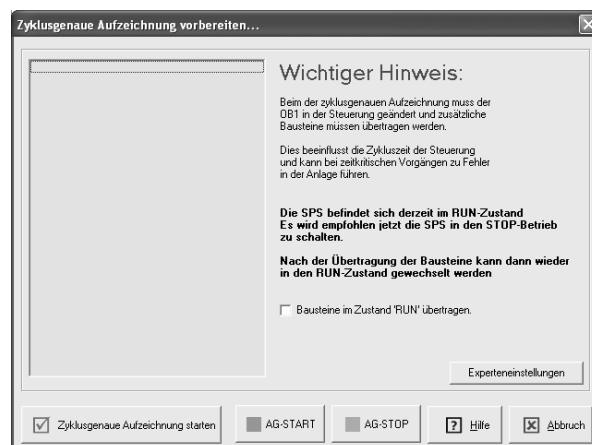 Zyklusgenaue Aufzeichnung vorbereiten...
Wichtiger Hinweis:
Beim der zyklusgenauen Aufzeichnung muss der
OB1 in der Steuerung geändert und zusätzliche
Bausteine müssen übertragen werden.
Dies beeinflusst die Zykluszeit der Steuerung
und kann bei zeitkritischen Vorgängen zu Fehler
in der Anlage führen.
Die SPS befindet sich derzeit im RUN-Zustand
Es wird empfohlen jetzt die SPS in den STOP-Betrieb
zu schalten.
Nach der Übertragung der Bausteine kann dann wieder
in den RUN-Zustand gewechselt werden
Bausteine im Zustand 'RUN' übertragen.
Experteneinstellungen
Zyklusgenaue Aufzeichnung starten
AG-START
AG-STOP
Hilfe
Abbruch